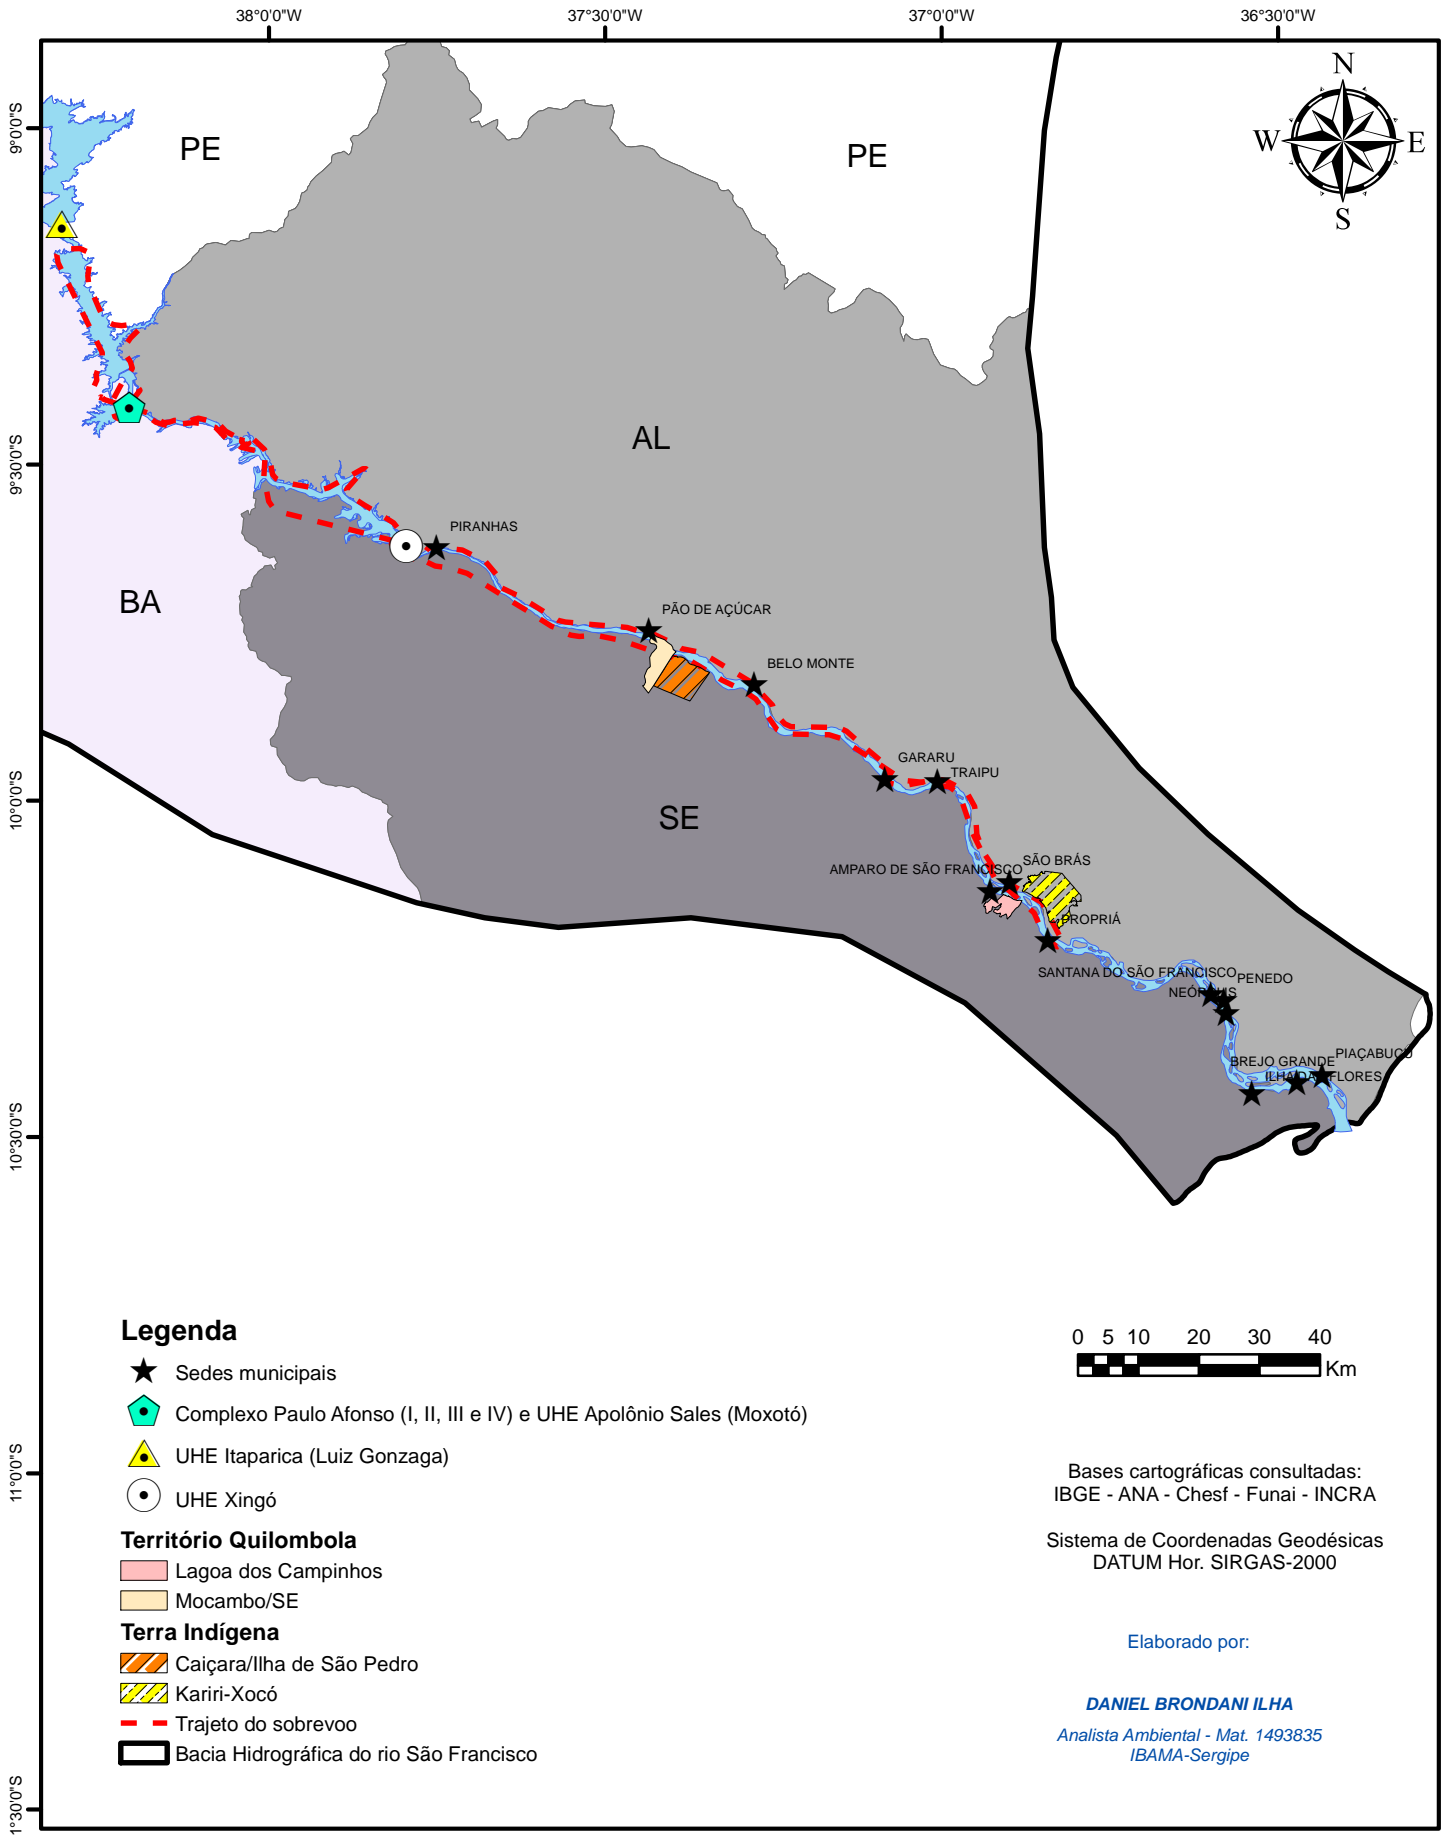 38°0'0"W
37°30'0"W
37°0'0"W
36°30'0"W
N
W
E
S
9°0'0"S
9°30'0"S
10°0'0"S
10°30'0"S
11°0'0"S
1°30'0"S
PE
PE
AL
BA
SE
PIRANHAS
PÃO DE AÇÚCAR
BELO MONTE
GARARU
TRAIPU
SÃO BRÁS
AMPARO DE SÃO FRANCISCO
PROPRIÁ
SANTANA DO SÃO FRANCISCO
PENEDO
NEÓPOLIS
PIAÇABUÇU
BREJO GRANDE
ILHA DAS FLORES
Legenda
Sedes municipais
Complexo Paulo Afonso (I, II, III e IV) e UHE Apolônio Sales (Moxotó)
UHE Itaparica (Luiz Gonzaga)
UHE Xingó
Território Quilombola
Lagoa dos Campinhos
Mocambo/SE
Terra Indígena
Caiçara/Ilha de São Pedro
Kariri-Xocó
Trajeto do sobrevoo
Bacia Hidrográfica do rio São Francisco
0 5 10 20 30 40
Km
Bases cartográficas consultadas:
IBGE - ANA - Chesf - Funai - INCRA
Sistema de Coordenadas Geodésicas
DATUM Hor. SIRGAS-2000
Elaborado por:
DANIEL BRONDANI ILHA
Analista Ambiental - Mat. 1493835
IBAMA-Sergipe